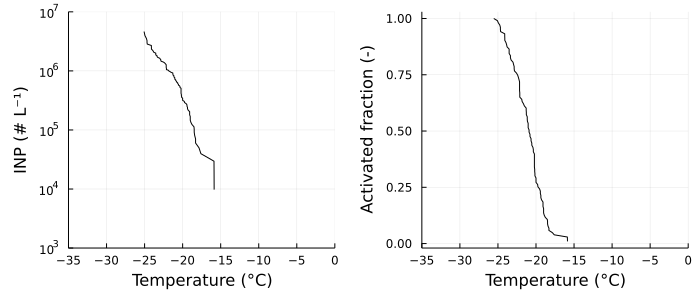 INP (# L⁻¹)
10⁷
10⁶
10⁵
10⁴
10³
−35 −30 −25 −20 −15 −10 −5 0
Temperature (°C)
Activated fraction (-)
1.00
0.75
0.50
0.25
0.00
−35 −30 −25 −20 −15 −10 −5 0
Temperature (°C)